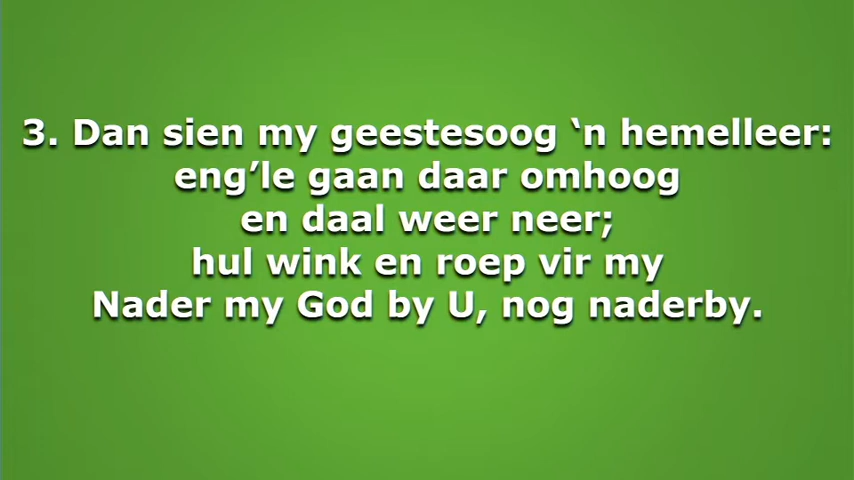 3. Dan sien my geestesoog ‘n hemelleer:
eng’le gaan daar omhoog
en daal weer neer;
hul wink en roep vir my
Nader my God by U, nog naderby.